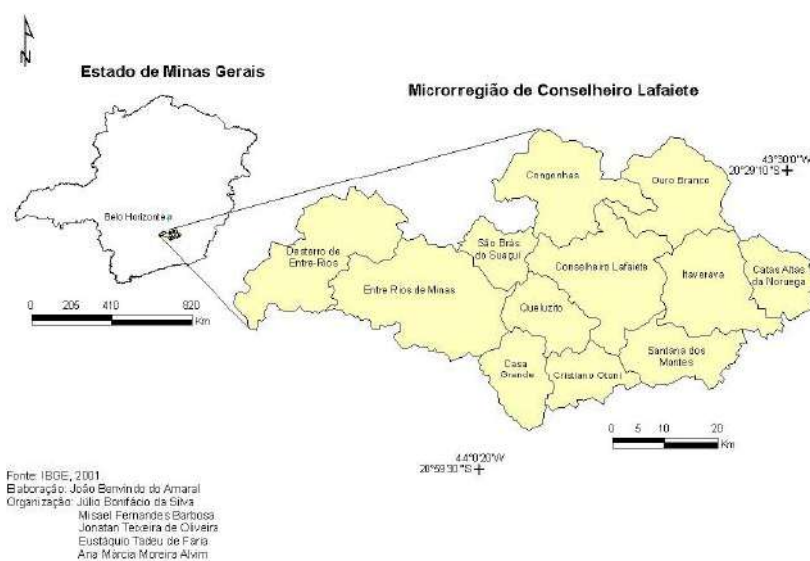 N
Estado de Minas Gerais
Microrregião de Conselheiro Lafaiete
43°30'0"W
20°29'10"S
Congonhas
Ouro Branco
Belo Horizonte
Desterro de
Entre-Rios
São Brás
do Suaçuí
Conselheiro Lafaiete
Itaverava
Catas Altas
da Noruega
Entre Rios de Minas
Queluzito
Casa
Grande
Cristiano Otoni
Santana dos
Montes
0 205 410 820
Km
0 5 10 20
Km
44°0'20"W
20°59'30"S
Fonte: IBGE, 2001
Elaboração: João Benvindo do Amaral
Organização: Júlio Bonifácio da Silva
Misael Fernandes Barbosa
Jonatan Teixeira de Oliveira
Eustáquio Tadeu de Faria
Ana Márcia Moreira Alvim